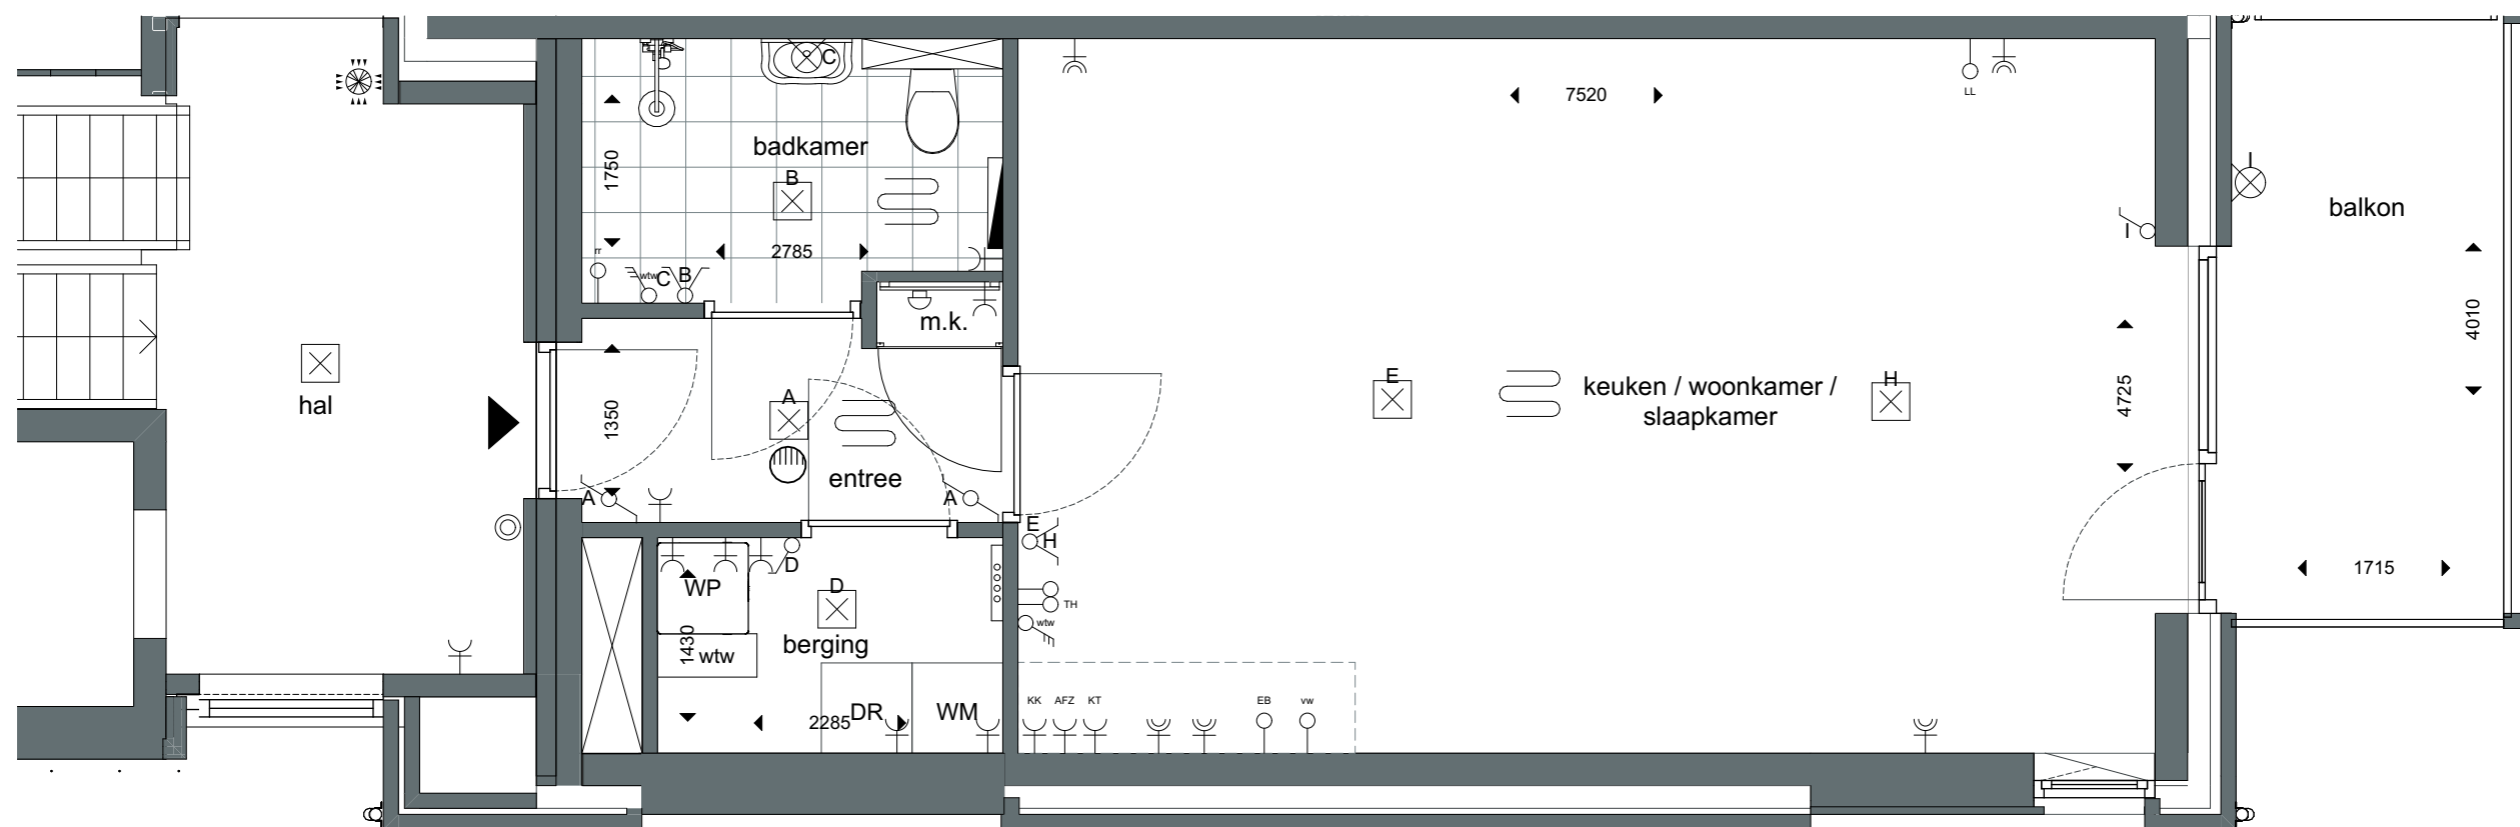 C
7520
LL
badkamer
1750
B
I
balkon
2785
rr
wtw
C
B
I
m.k.
4010
hal
A
1350
E
keuken / woonkamer /
slaapkamer
H
4725
entree
A
A
E
H
D
WP
D
TH
wtw
1715
berging
1430
wtw
2285
DR
WM
KK
AFZ
KT
EB
vw